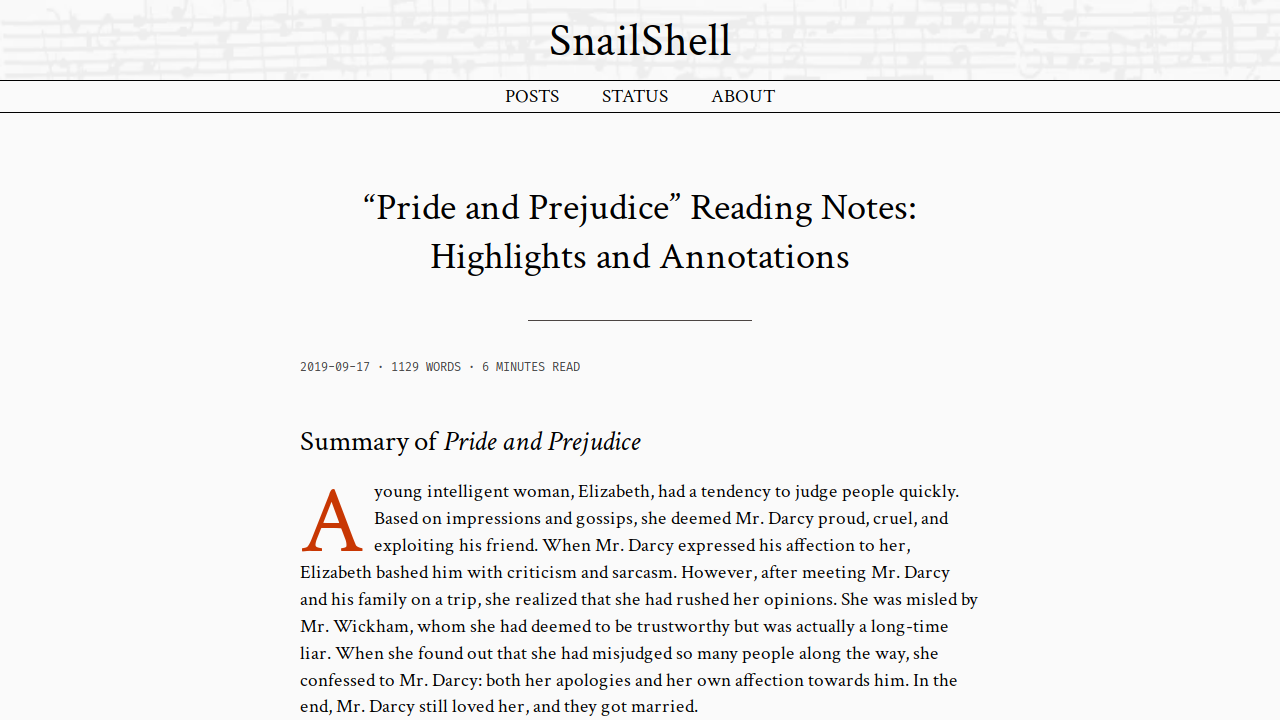 SnailShell
POSTS STATUS ABOUT
“Pride and Prejudice” Reading Notes:
Highlights and Annotations
2019-09-17 · 1129 WORDS · 6 MINUTES READ
Summary of Pride and Prejudice
A young intelligent woman, Elizabeth, had a tendency to judge people quickly.
Based on impressions and gossips, she deemed Mr. Darcy proud, cruel, and
exploiting his friend. When Mr. Darcy expressed his affection to her,
Elizabeth bashed him with criticism and sarcasm. However, after meeting Mr. Darcy
and his family on a trip, she realized that she had rushed her opinions. She was misled by
Mr. Wickham, whom she had deemed to be trustworthy but was actually a long-time
liar. When she found out that she had misjudged so many people along the way, she
confessed to Mr. Darcy: both her apologies and her own affection towards him. In the
end, Mr. Darcy still loved her, and they got married.